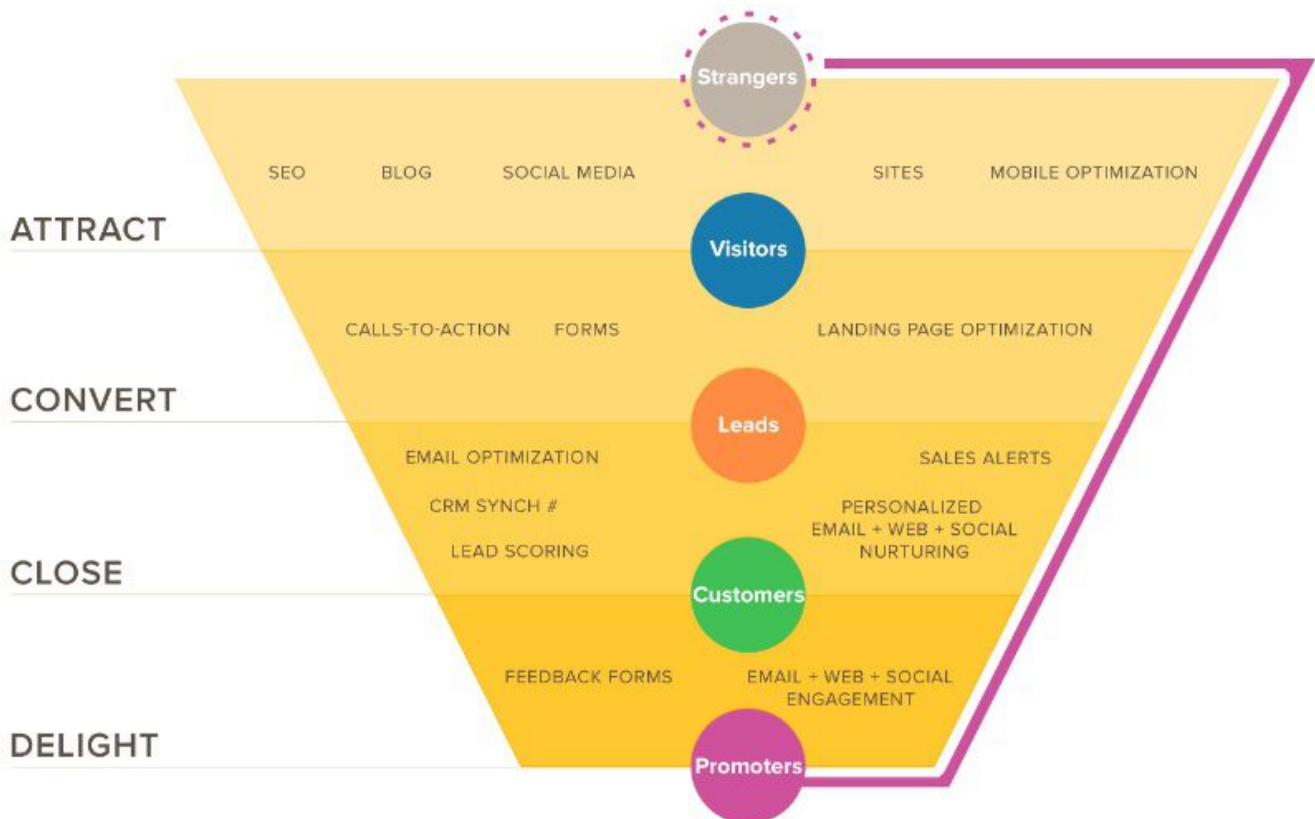 Strangers
SEO
BLOG
SOCIAL MEDIA
SITES
MOBILE OPTIMIZATION
ATTRACT
Visitors
CALLS-TO-ACTION
FORMS
LANDING PAGE OPTIMIZATION
CONVERT
Leads
EMAIL OPTIMIZATION
SALES ALERTS
CRM SYNCH #
PERSONALIZED
EMAIL + WEB + SOCIAL
NURTURING
LEAD SCORING
CLOSE
Customers
FEEDBACK FORMS
EMAIL + WEB + SOCIAL
ENGAGEMENT
DELIGHT
Promoters